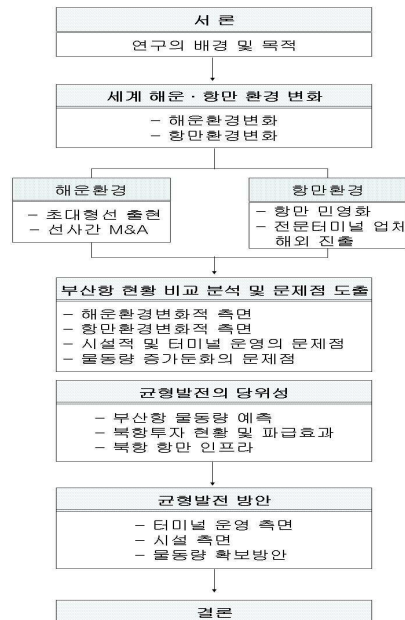 서 론
연구의 배경 및 목적
세계 해운 · 항만 환경 변화
- 해운환경변화
- 항만환경변화
해운환경
- 초대형선 출현
- 선사간 M&A
항만환경
- 항만 민영화
- 전문터미널 업체
해외 진출
부산항 현황 비교 분석 및 문제점 도출
- 해운환경변화적 측면
- 항만환경변화적 측면
- 시설적 및 터미널 운영의 문제점
- 물동량 증가둔화의 문제점
균형발전의 당위성
- 부산항 물동량 예측
- 북항투자 현황 및 파급효과
- 북항 항만 인프라
균형발전 방안
- 터미널 운영 측면
- 시설 측면
- 물동량 확보방안
결론